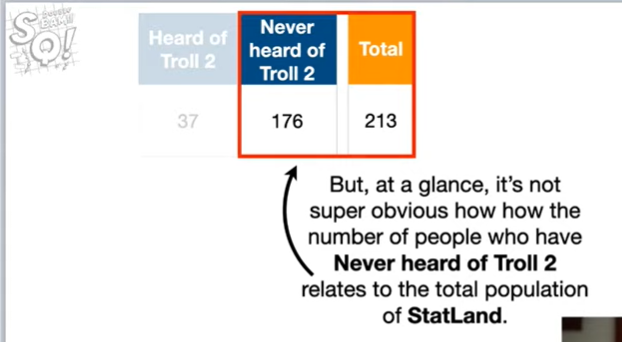 SQ!
Heard of
Troll 2
Never
heard of
Troll 2
Total
37
176
213
But, at a glance, it's not
super obvious how how the
number of people who have
Never heard of Troll 2
relates to the total population
of StatLand.